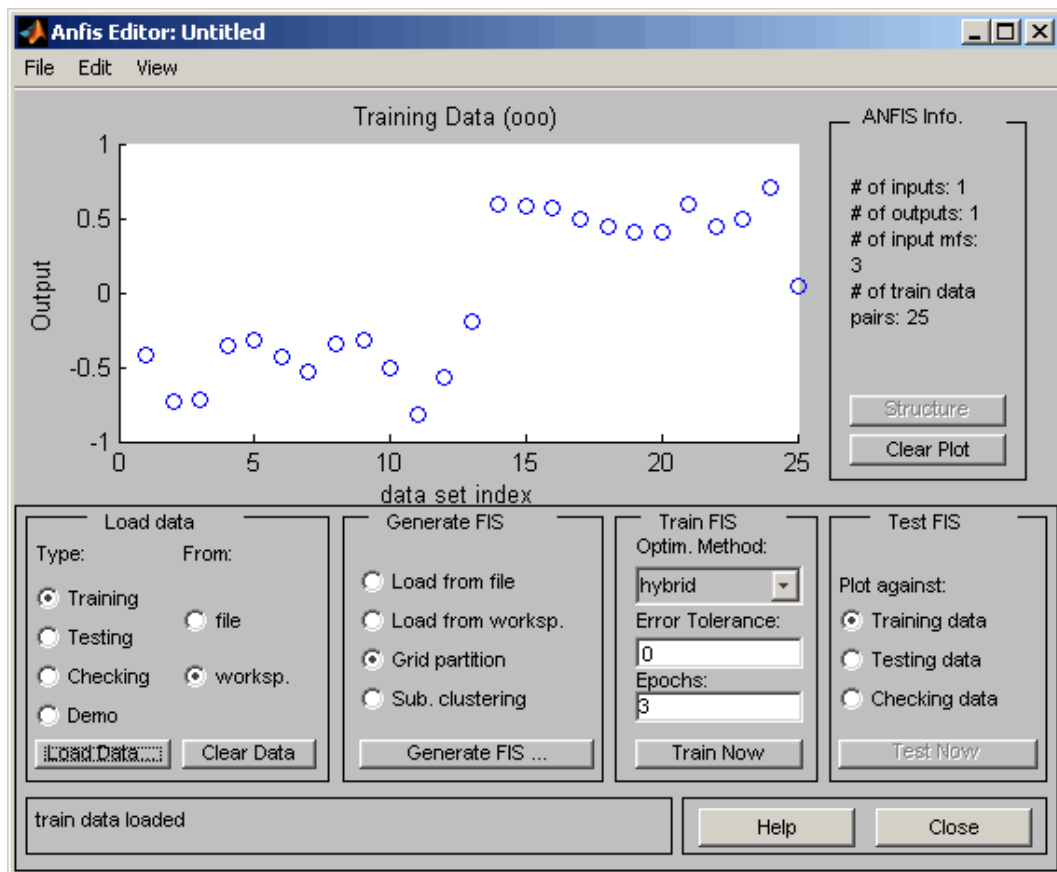 Anfis Editor: Untitled
File Edit View
Training Data (ooo)
1
0.5
0
-0.5
-1
Output
0 5 10 15 20 25
data set index
ANFIS Info.
# of inputs: 1
# of outputs: 1
# of input mfs:
3
# of train data
pairs: 25
Structure
Clear Plot
Load data
Type: From:
Training
file
Testing
Checking
worksp.
Demo
Load Data...
Clear Data
Generate FIS
Load from file
Load from worksp.
Grid partition
Sub. clustering
Generate FIS ...
Train FIS
Optim. Method:
hybrid
Error Tolerance:
0
Epochs:
3
Train Now
Test FIS
Plot against:
Training data
Testing data
Checking data
Test Now
train data loaded
Help
Close